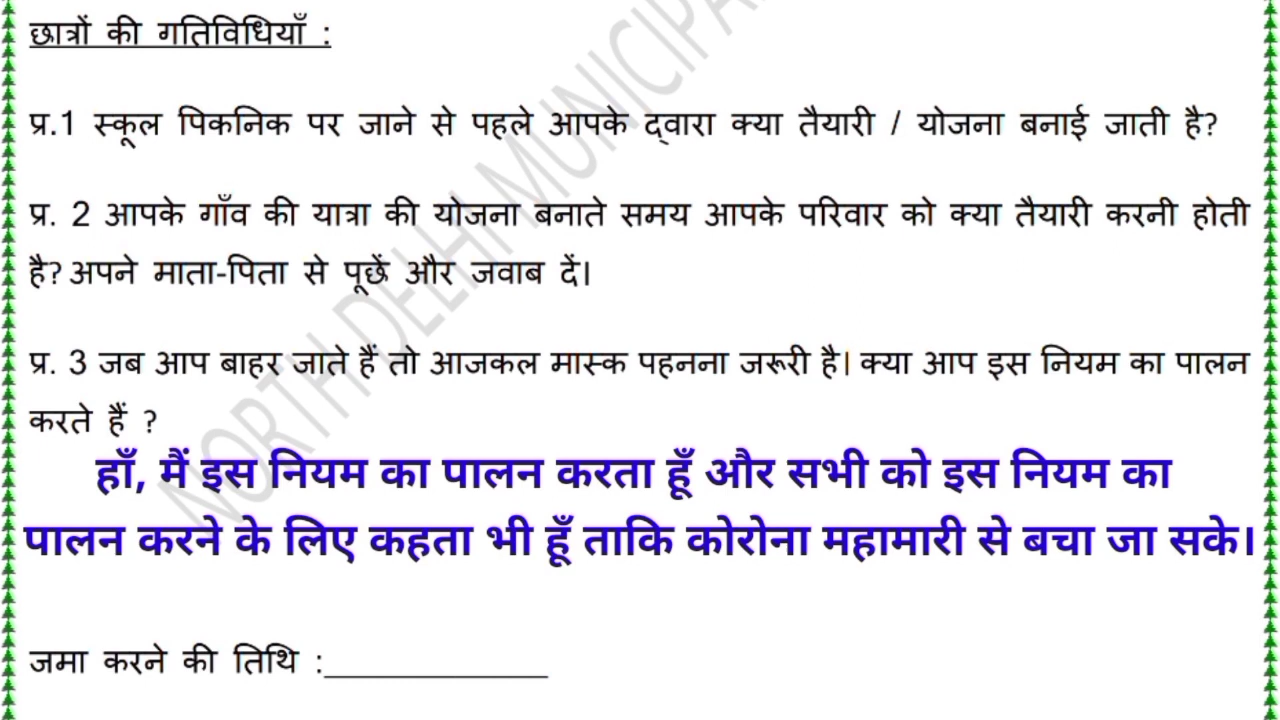 छात्रों की गतिविधियाँ :
प्र.1 स्कूल पिकनिक पर जाने से पहले आपके द्वारा क्या तैयारी / योजना बनाई जाती है?
प्र. 2 आपके गाँव की यात्रा की योजना बनाते समय आपके परिवार को क्या तैयारी करनी होती
है? अपने माता-पिता से पूछें और जवाब दें।
प्र. 3 जब आप बाहर जाते हैं तो आजकल मास्क पहनना जरूरी है। क्या आप इस नियम का पालन
करते हैं ?
हाँ, मैं इस नियम का पालन करता हूँ और सभी को इस नियम का
पालन करने के लिए कहता भी हूँ ताकि कोरोना महामारी से बचा जा सके।
जमा करने की तिथि :______________
NORTH DELHI MUNICIPA